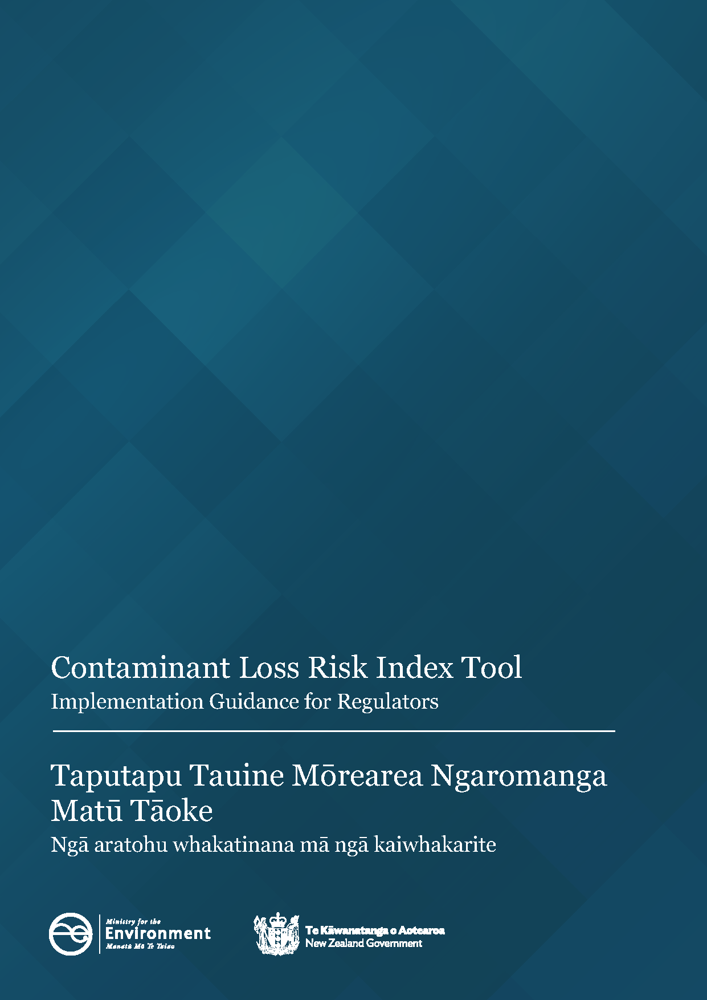 Contaminant Loss Risk Index Tool
Implementation Guidance for Regulators
Taputapu Tauine Mōrearea Ngaromanga
Matū Tāoke
Ngā aratohu whakatinana mā ngā kaiwhakarite
Ministry for the
Environment
Manatū Mō Te Taiao
Te Kāwanatanga o Aotearoa
New Zealand Government